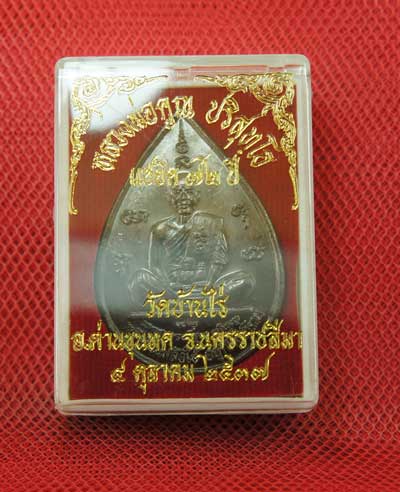 หลวงพ่อคูณ ปริสุทฺโธ
แซยิด ๗๒ ปี
วัดบ้านไร่
อ.ด่านขุนทด จ.นครราชสีมา
๔ ตุลาคม ๒๕๓๗